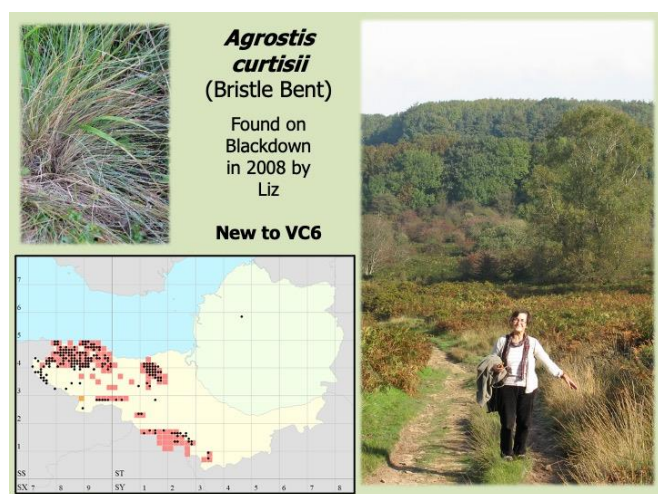 Agrostis
curtisii
(Bristle Bent)
Found on
Blackdown
in 2008 by
Liz
New to VC6
7
6
5
4
3
2
1
SS ST
SX 7 8 9 SY 1 2 3 4 5 6 7 8